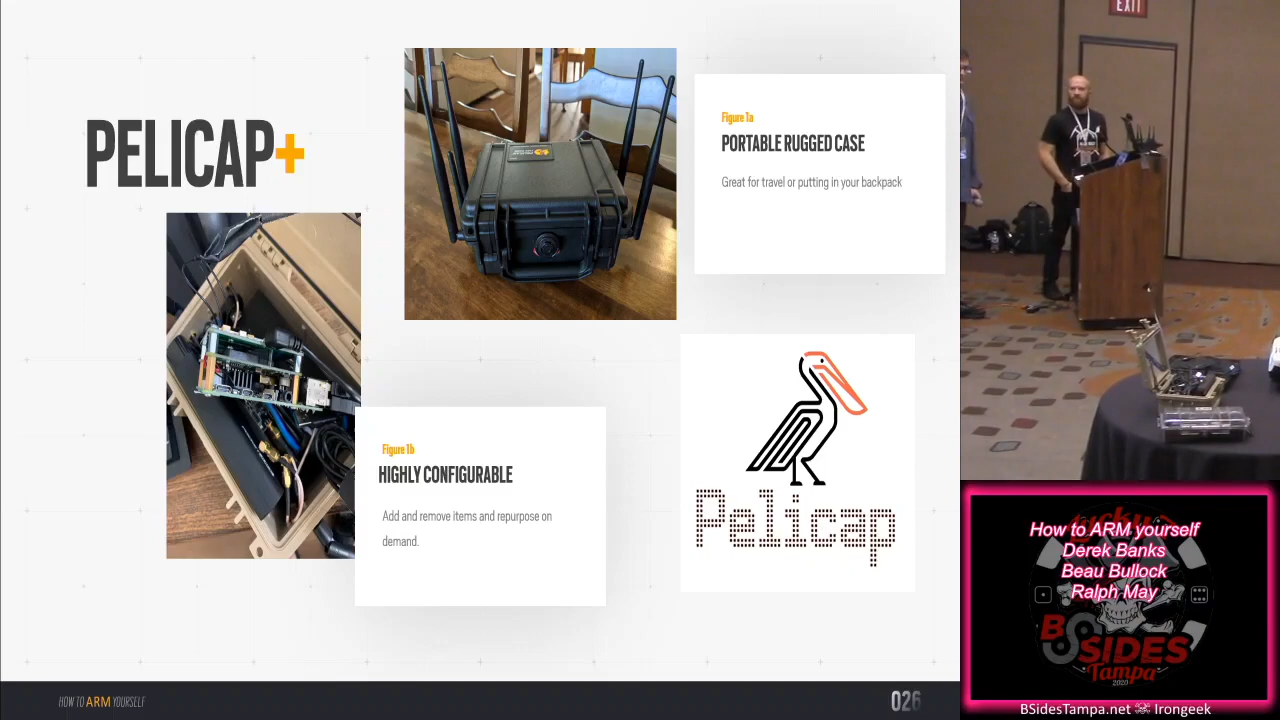 PELICAP+
Figure 1a
PORTABLE RUGGED CASE
Great for travel or putting in your backpack
Figure 1b
HIGHLY CONFIGURABLE
Add and remove items and repurpose on
demand.
Pelicap
HOW TO ARM YOURSELF
026
EXIT
How to ARM yourself
Derek Banks
Beau Bullock
Ralph May
BSIDES
Tampa
2020
BSidesTampa.net Irongeek